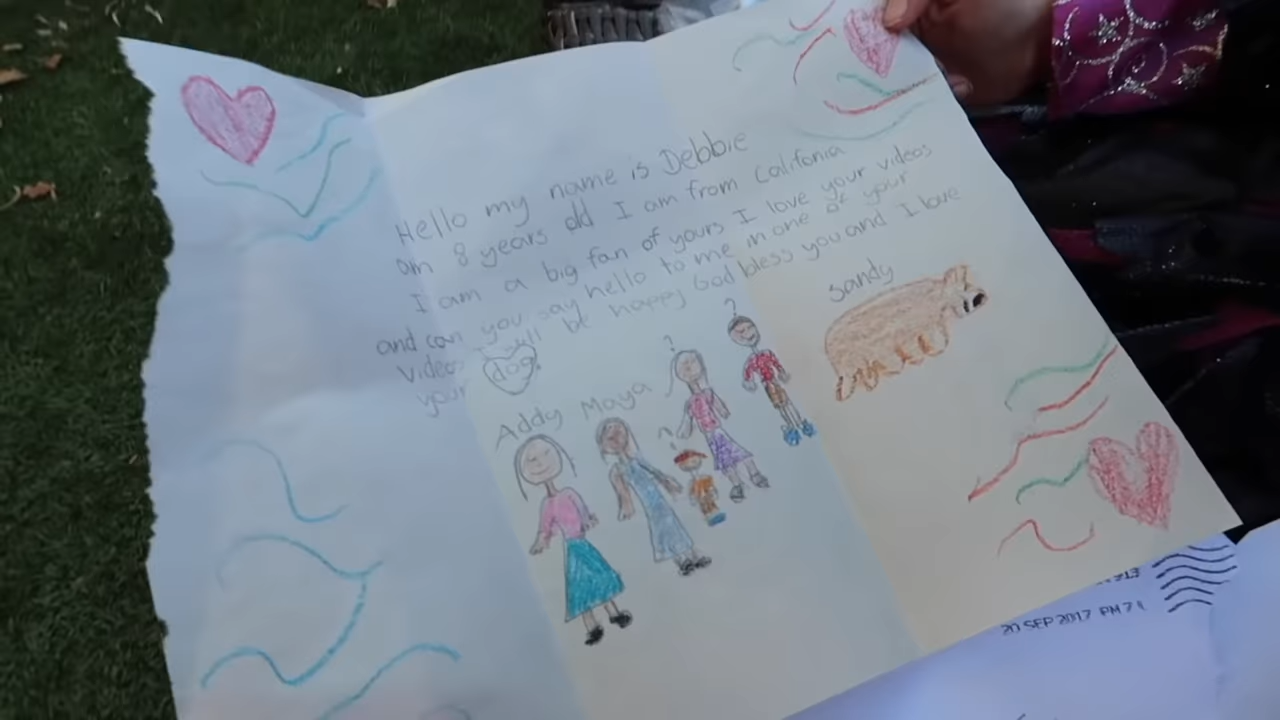 Hello my name is Debbie
am 8 years old I am from Califonia
I am a big fan of yours I love your videos
and can you say hello to me in one of your
videos will be happy God bless you and I love
your dog.
Sandy
?
?
Addy Maya
?
20 SEP 2017 PM 7